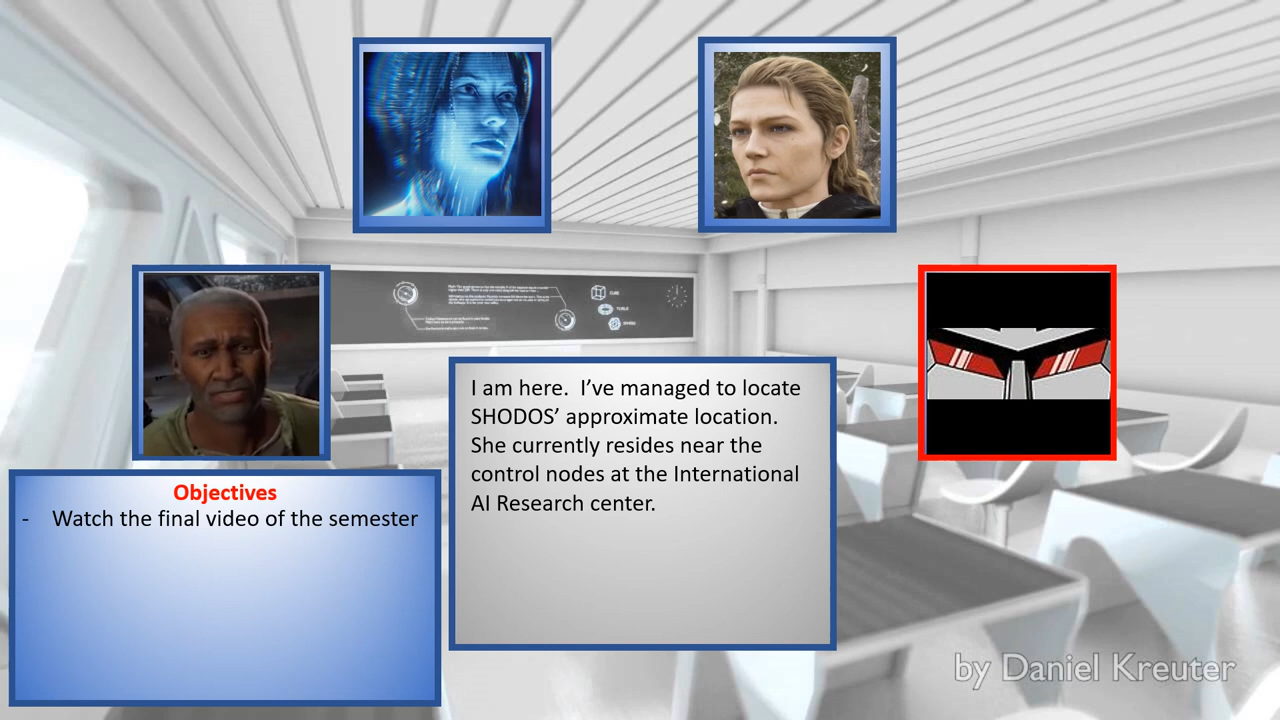 I am here.  I’ve managed to locate
SHODOS’ approximate location.
She currently resides near the
control nodes at the International
AI Research center.
Objectives
-    Watch the final video of the semester
by Daniel Kreuter